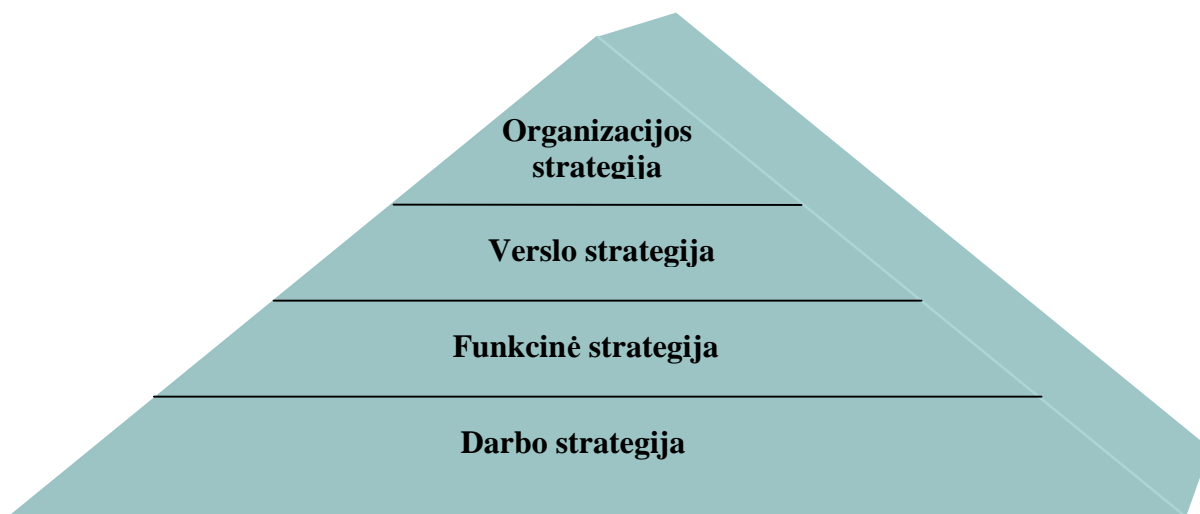 Organizacijos
strategija
Verslo strategija
Funkcinė strategija
Darbo strategija